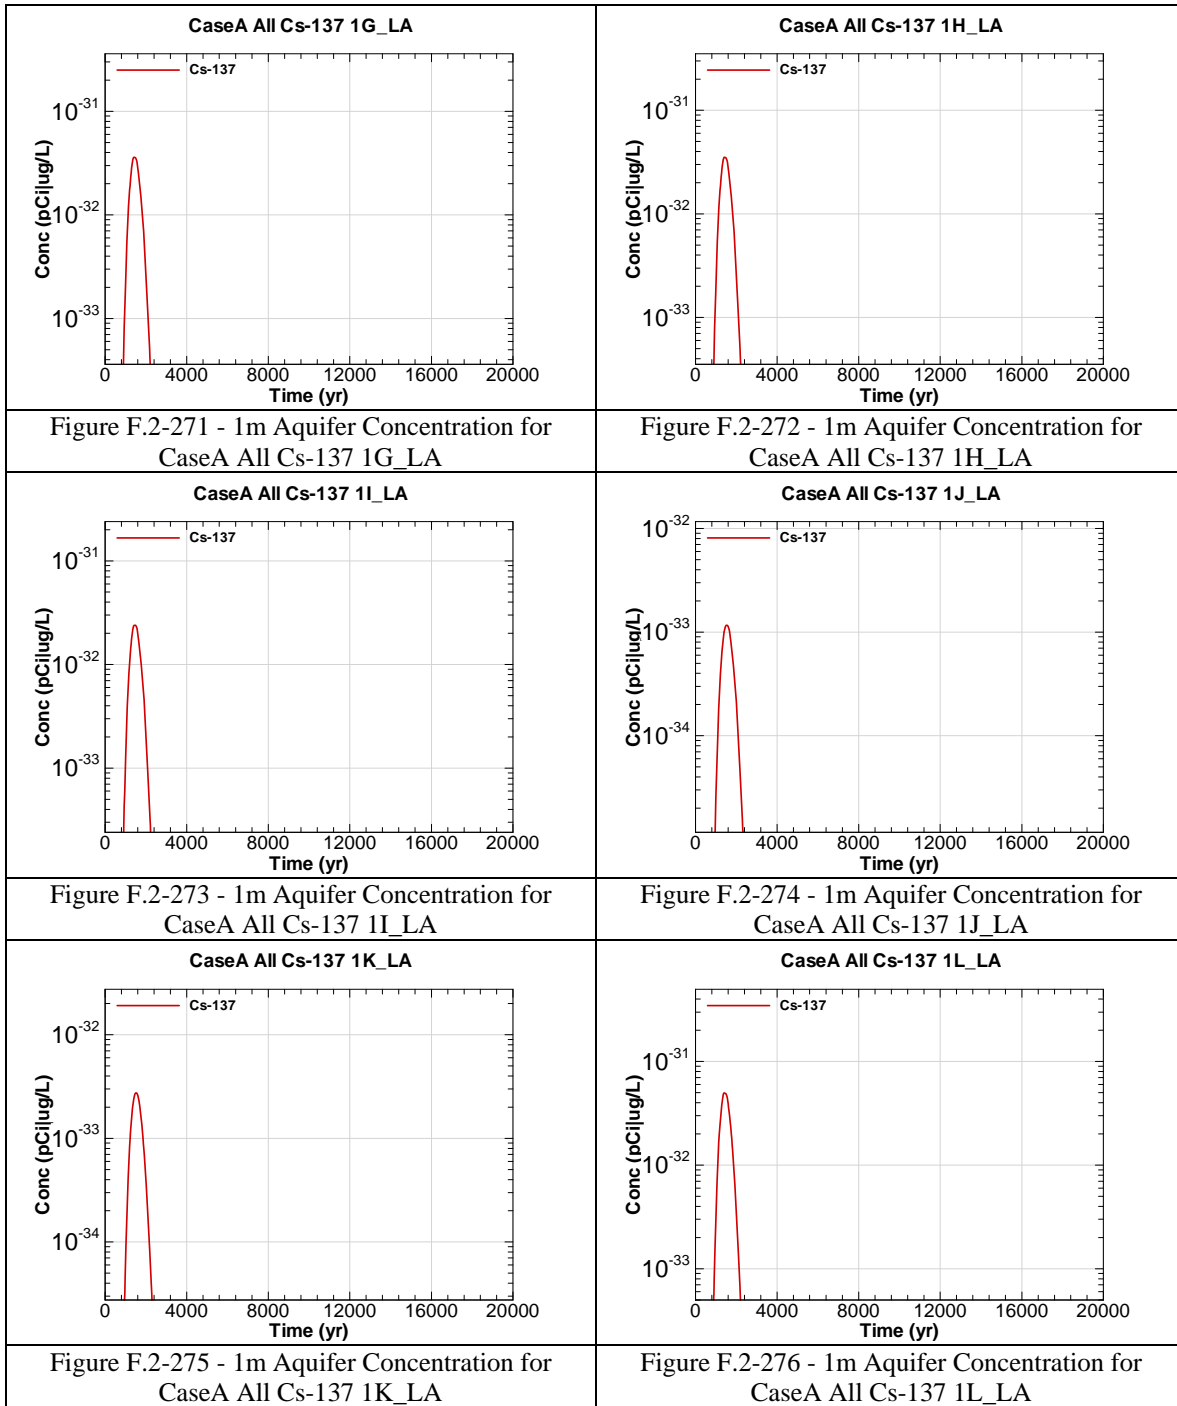 CaseA All Cs-137 1G_LA
Cs-137
10-31
10-32
10-33
Conc (pCi|ug/L)
0 4000 8000 12000 16000 20000
Time (yr)
Figure F.2-271 - 1m Aquifer Concentration for
CaseA All Cs-137 1G_LA
CaseA All Cs-137 1H_LA
Cs-137
10-31
10-32
10-33
Conc (pCi|ug/L)
0 4000 8000 12000 16000 20000
Time (yr)
Figure F.2-272 - 1m Aquifer Concentration for
CaseA All Cs-137 1H_LA
CaseA All Cs-137 1I_LA
Cs-137
10-31
10-32
10-33
Conc (pCi|ug/L)
0 4000 8000 12000 16000 20000
Time (yr)
Figure F.2-273 - 1m Aquifer Concentration for
CaseA All Cs-137 1I_LA
CaseA All Cs-137 1J_LA
Cs-137
10-32
10-33
10-34
Conc (pCi|ug/L)
0 4000 8000 12000 16000 20000
Time (yr)
Figure F.2-274 - 1m Aquifer Concentration for
CaseA All Cs-137 1J_LA
CaseA All Cs-137 1K_LA
Cs-137
10-32
10-33
10-34
Conc (pCi|ug/L)
0 4000 8000 12000 16000 20000
Time (yr)
Figure F.2-275 - 1m Aquifer Concentration for
CaseA All Cs-137 1K_LA
CaseA All Cs-137 1L_LA
Cs-137
10-31
10-32
10-33
Conc (pCi|ug/L)
0 4000 8000 12000 16000 20000
Time (yr)
Figure F.2-276 - 1m Aquifer Concentration for
CaseA All Cs-137 1L_LA